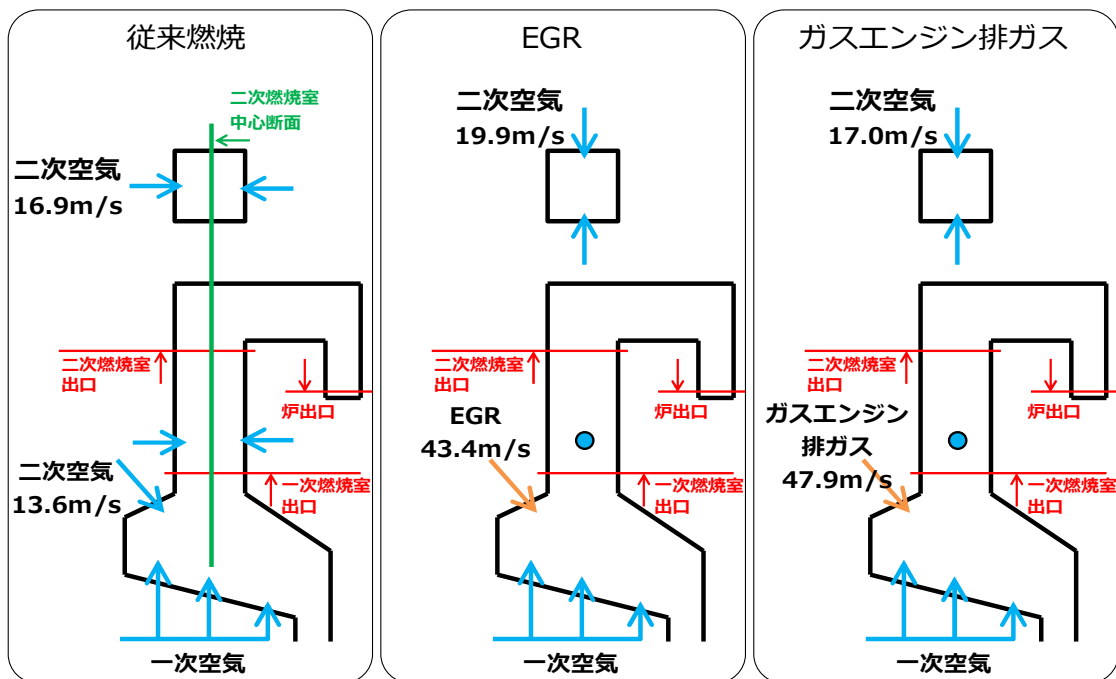 従来燃焼
二次燃焼室
中心断面
二次空気
16.9m/s
二次燃焼室
出口
炉出口
二次空気
13.6m/s
一次燃焼室
出口
一次空気
EGR
二次空気
19.9m/s
二次燃焼室
出口
炉出口
EGR
43.4m/s
一次燃焼室
出口
一次空気
ガスエンジン排ガス
二次空気
17.0m/s
二次燃焼室
出口
炉出口
ガスエンジン
排ガス
47.9m/s
一次燃焼室
出口
一次空気